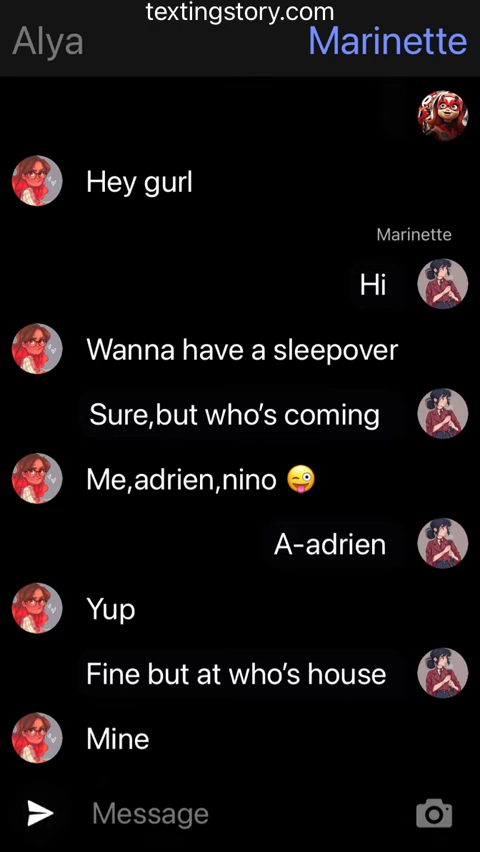 textingstory.com
Alya
Marinette
Hey gurl
Marinette
Hi
Wanna have a sleepover
Sure,but who’s coming
Me,adrien,nino 😜
A-adrien
Yup
Fine but at who’s house
Mine
Message